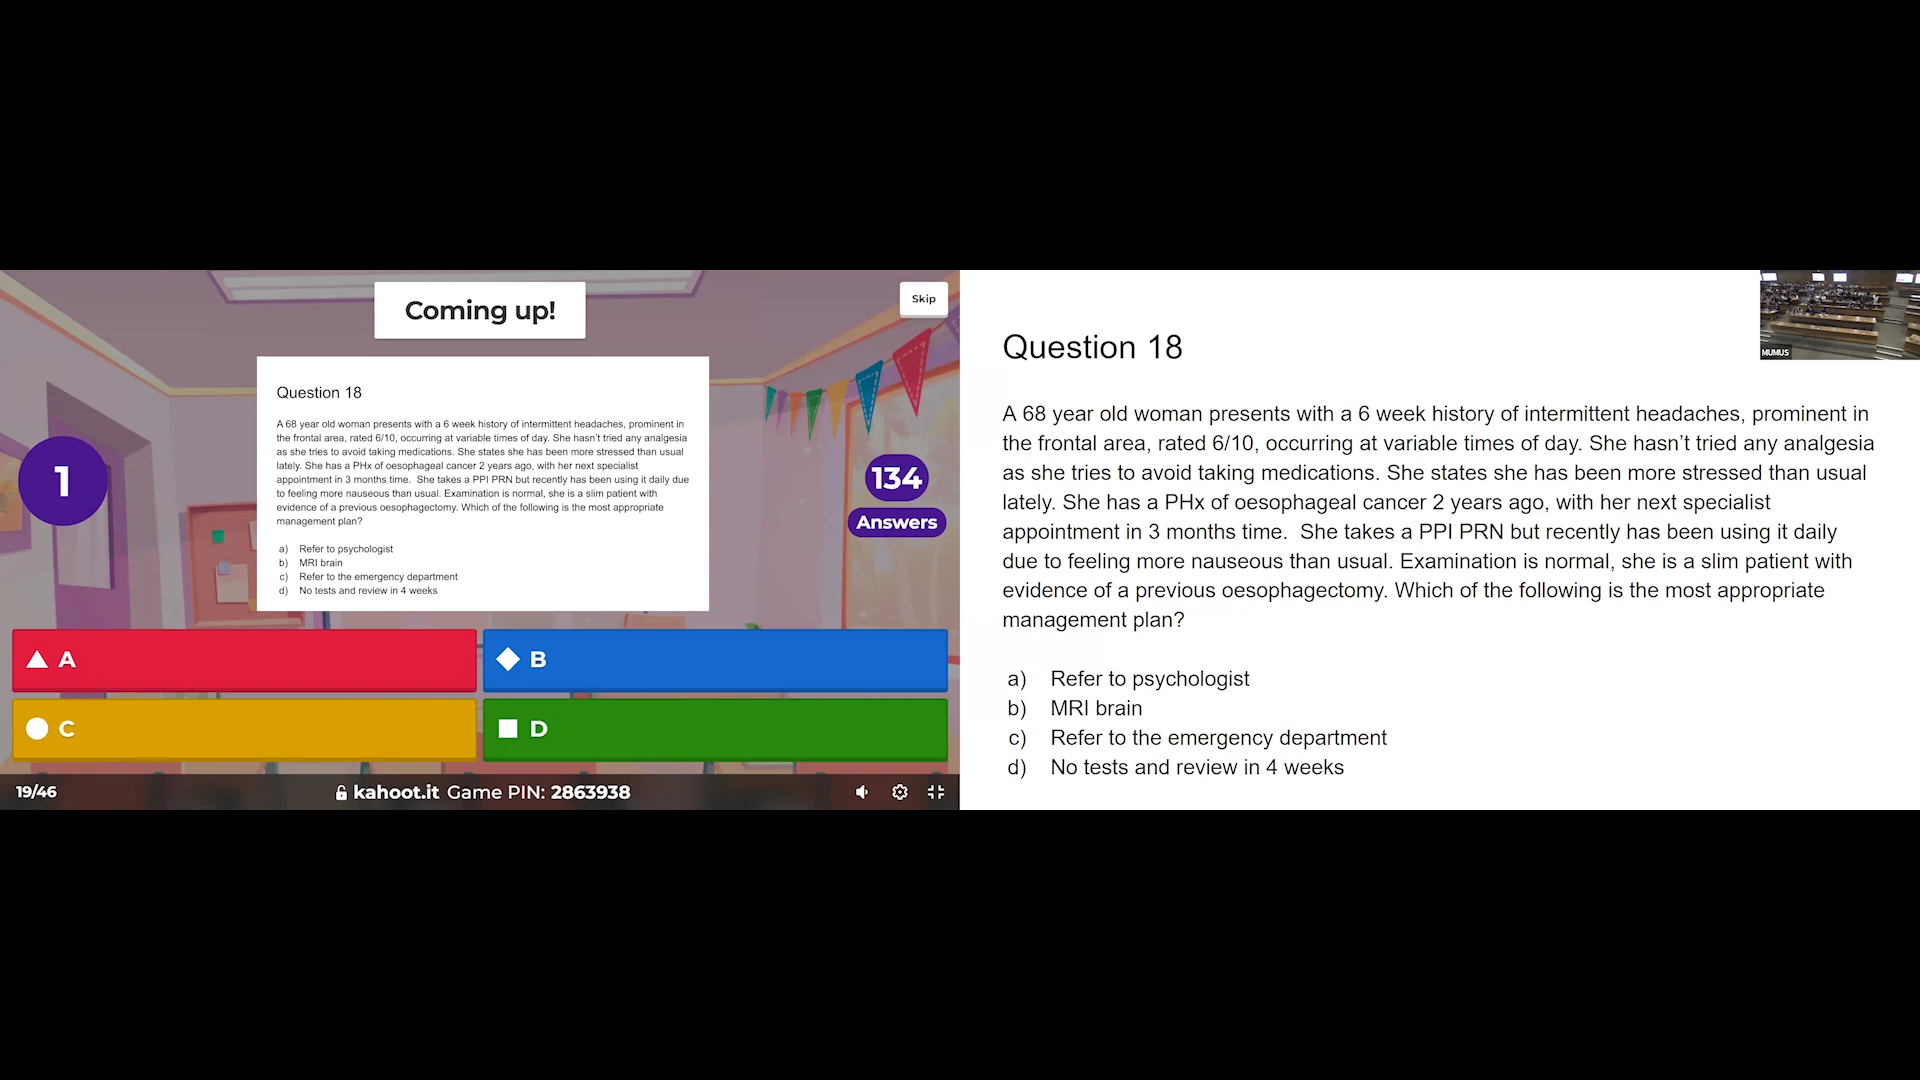 Coming up!
Skip
Question 18
A 68 year old woman presents with a 6 week history of intermittent headaches, prominent in
the frontal area, rated 6/10, occurring at variable times of day. She hasn't tried any analgesia
as she tries to avoid taking medications. She states she has been more stressed than usual
lately. She has a PHx of oesophageal cancer 2 years ago, with her next specialist
appointment in 3 months time.  She takes a PPI PRN but recently has been using it daily due
to feeling more nauseous than usual. Examination is normal, she is a slim patient with
evidence of a previous oesophagectomy. Which of the following is the most appropriate
management plan?
a) Refer to psychologist
b) MRI brain
c) Refer to the emergency department
d) No tests and review in 4 weeks
1
134
Answers
A
B
C
D
19/46
kahoot.it Game PIN: 2863938
MUMUS
Question 18
A 68 year old woman presents with a 6 week history of intermittent headaches, prominent in
the frontal area, rated 6/10, occurring at variable times of day. She hasn't tried any analgesia
as she tries to avoid taking medications. She states she has been more stressed than usual
lately. She has a PHx of oesophageal cancer 2 years ago, with her next specialist
appointment in 3 months time.  She takes a PPI PRN but recently has been using it daily
due to feeling more nauseous than usual. Examination is normal, she is a slim patient with
evidence of a previous oesophagectomy. Which of the following is the most appropriate
management plan?
a) Refer to psychologist
b) MRI brain
c) Refer to the emergency department
d) No tests and review in 4 weeks